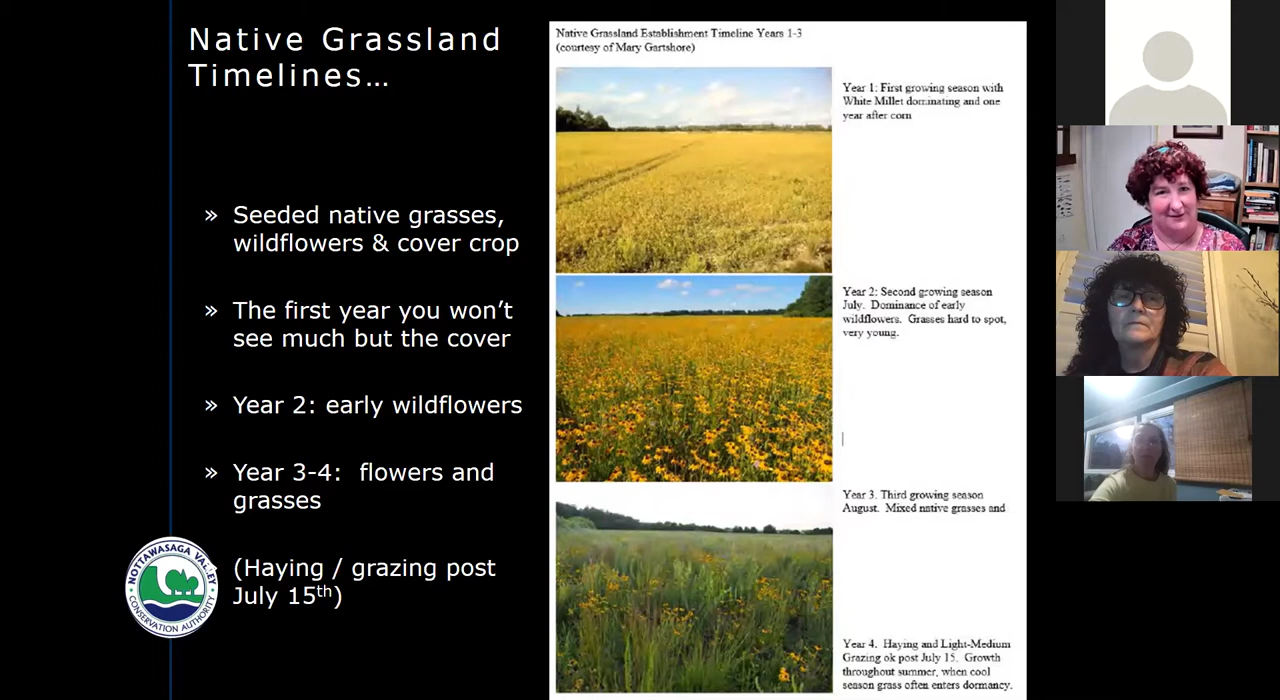 Native Grassland
Timelines…
» Seeded native grasses,
wildflowers & cover crop
» The first year you won't
see much but the cover
» Year 2: early wildflowers
» Year 3-4: flowers and
grasses
(Haying / grazing post
July 15th)
NOTTAWASAGA VALLEY
CONSERVATION AUTHORITY
Native Grassland Establishment Timeline Years 1-3
(courtesy of Mary Gartshore)
Year 1: First growing season with
White Millet dominating and one
year after corn
Year 2: Second growing season
July. Dominance of early
wildflowers. Grasses hard to spot,
very young.
Year 3. Third growing season
August. Mixed native grasses and
Year 4. Haying and Light-Medium
Grazing ok post July 15. Growth
throughout summer, when cool
season grass often enters dormancy.